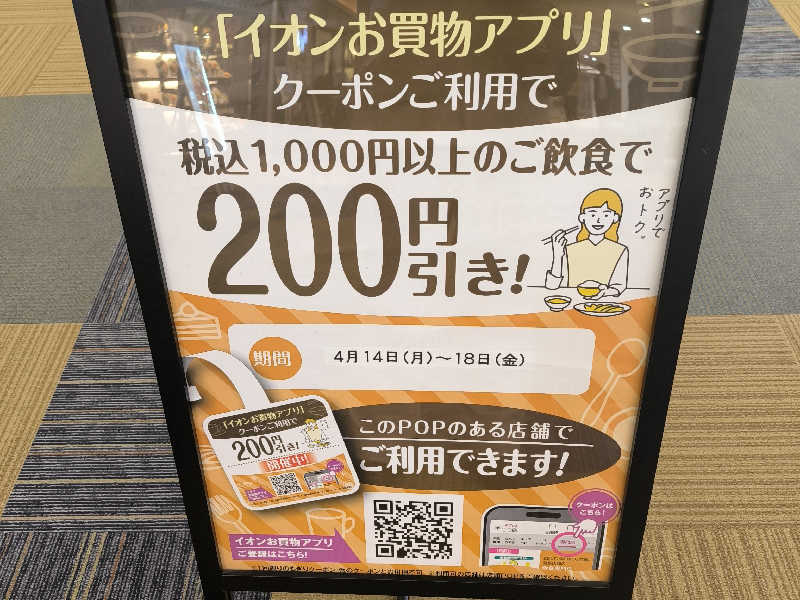 「イオンお買物アプリ」
クーポンご利用で
税込1,000円以上のご飲食で
200円引き!
アプリで
おトク。
期間
4月14日(月)～18日(金)
「イオンお買物アプリ」
クーポンご利用で
200円引き!
開催中!
このPOPのある店舗で
ご利用できます!
イオンお買物アプリ
ご登録はこちら!
クーポンは
こちら!